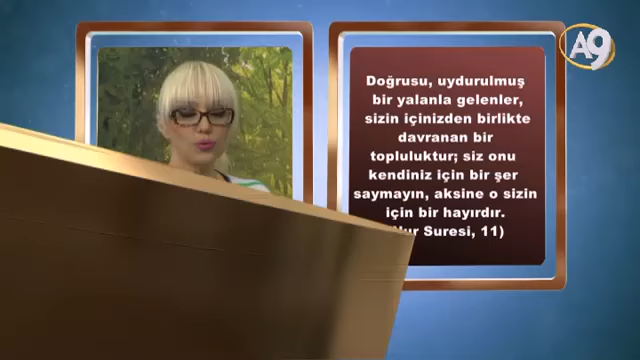 A9
Doğrusu, uydurulmuş
bir yalanla gelenler,
sizin içinizden birlikte
davranan bir
topluluktur; siz onu
kendiniz için bir şer
saymayın, aksine o sizin
için bir hayırdır.
Suresi, 11)